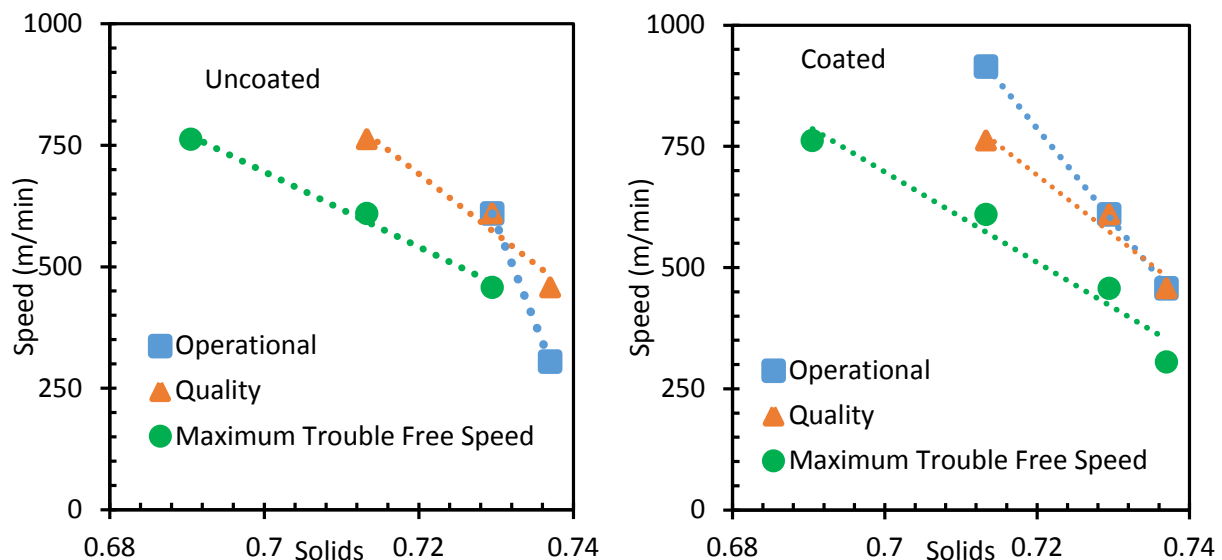 1000
750
500
250
0
0.68
0.7
0.72
0.74
Speed (m/min)
Solids
Uncoated
Operational
Quality
Maximum Trouble Free Speed
1000
750
500
250
0
0.68
0.7
0.72
0.74
Speed (m/min)
Solids
Coated
Operational
Quality
Maximum Trouble Free Speed